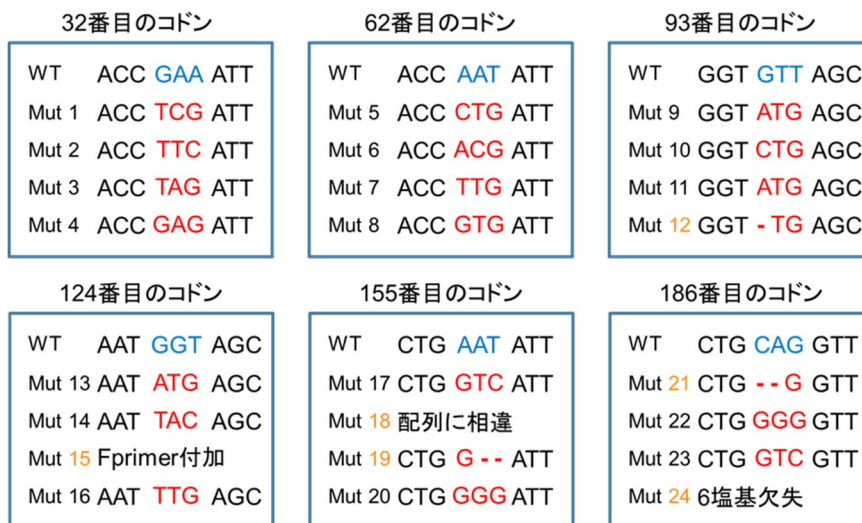 32番目のコドン
WT ACC GAA ATT
Mut 1 ACC TCG ATT
Mut 2 ACC TTC ATT
Mut 3 ACC TAG ATT
Mut 4 ACC GAG ATT
62番目のコドン
WT ACC AAT ATT
Mut 5 ACC CTG ATT
Mut 6 ACC ACG ATT
Mut 7 ACC TTG ATT
Mut 8 ACC GTG ATT
93番目のコドン
WT GGT GTT AGC
Mut 9 GGT ATG AGC
Mut 10 GGT CTG AGC
Mut 11 GGT ATG AGC
Mut 12 GGT - TG AGC
124番目のコドン
WT AAT GGT AGC
Mut 13 AAT ATG AGC
Mut 14 AAT TAC AGC
Mut 15 Fprimer付加
Mut 16 AAT TTG AGC
155番目のコドン
WT CTG AAT ATT
Mut 17 CTG GTC ATT
Mut 18 配列に相違
Mut 19 CTG G - - ATT
Mut 20 CTG GGG ATT
186番目のコドン
WT CTG CAG GTT
Mut 21 CTG - - G GTT
Mut 22 CTG GGG GTT
Mut 23 CTG GTC GTT
Mut 24 6塩基欠失